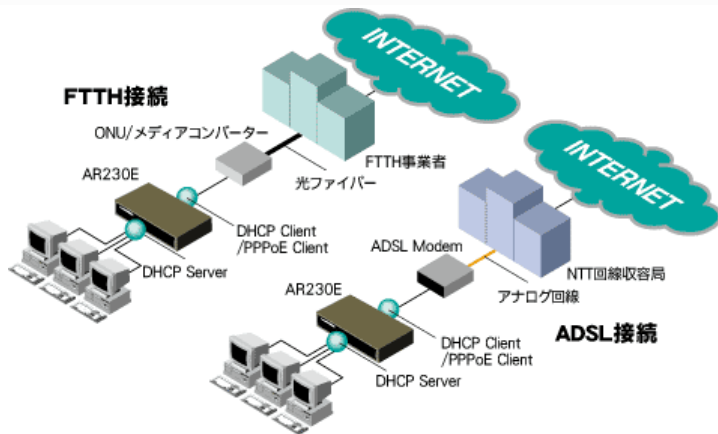 INTERNET
FTTH接続
ONU/メディアコンバーター
FTTH事業者
光ファイバー
AR230E
DHCP Client
/PPPoE Client
DHCP Server
INTERNET
ADSL Modem
NTT回線収容局
アナログ回線
AR230E
ADSL接続
DHCP Client
/PPPoE Client
DHCP Server